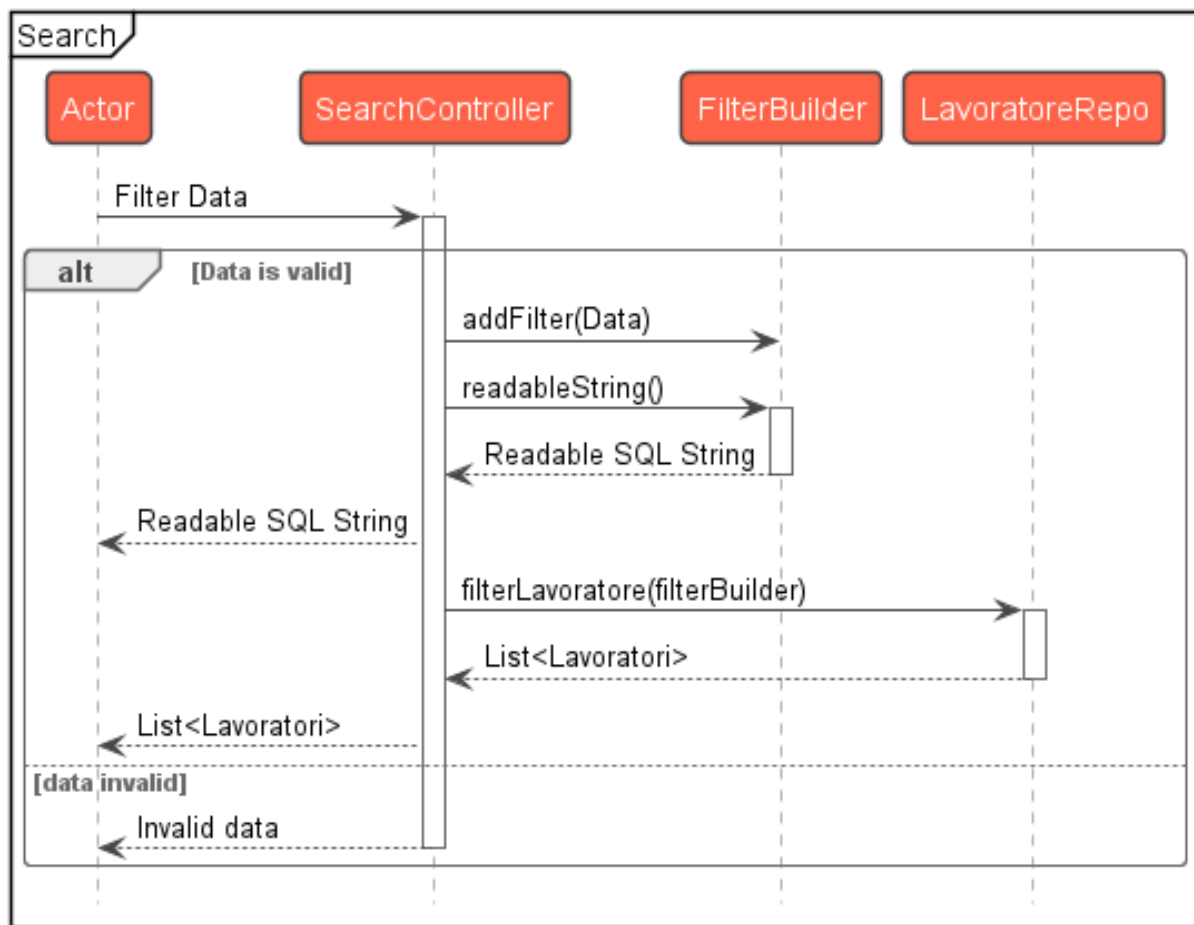 Search
Actor
SearchController
FilterBuilder
LavoratoreRepo
Filter Data
alt
[Data is valid]
addFilter(Data)
readableString()
Readable SQL String
Readable SQL String
filterLavoratore(filterBuilder)
List<Lavoratori>
List<Lavoratori>
[data invalid]
Invalid data